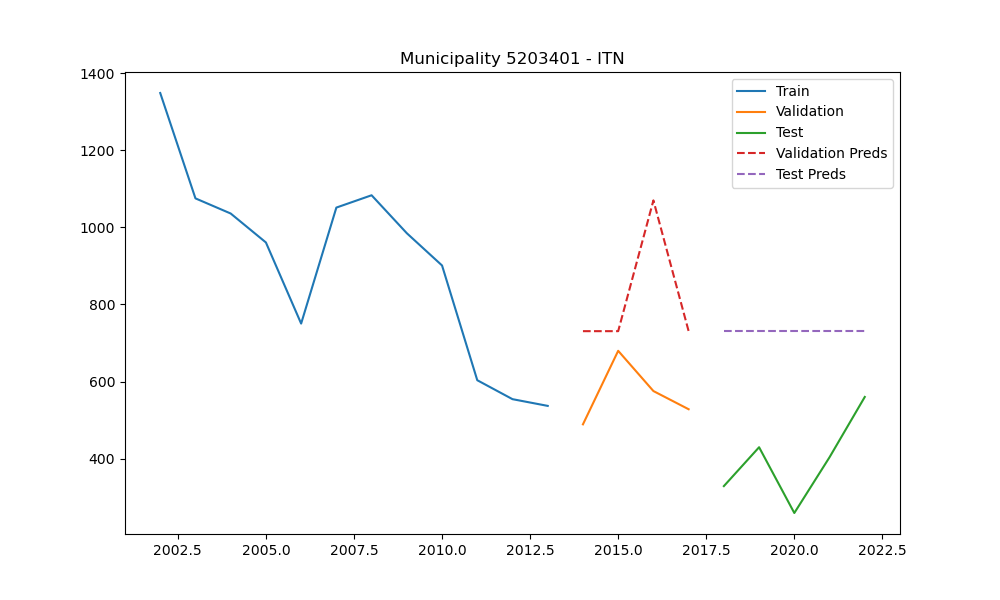 Municipality 5203401 - ITN
1400
1200
1000
800
600
400
Train
Validation
Test
Validation Preds
Test Preds
2002.5 2005.0 2007.5 2010.0 2012.5 2015.0 2017.5 2020.0 2022.5